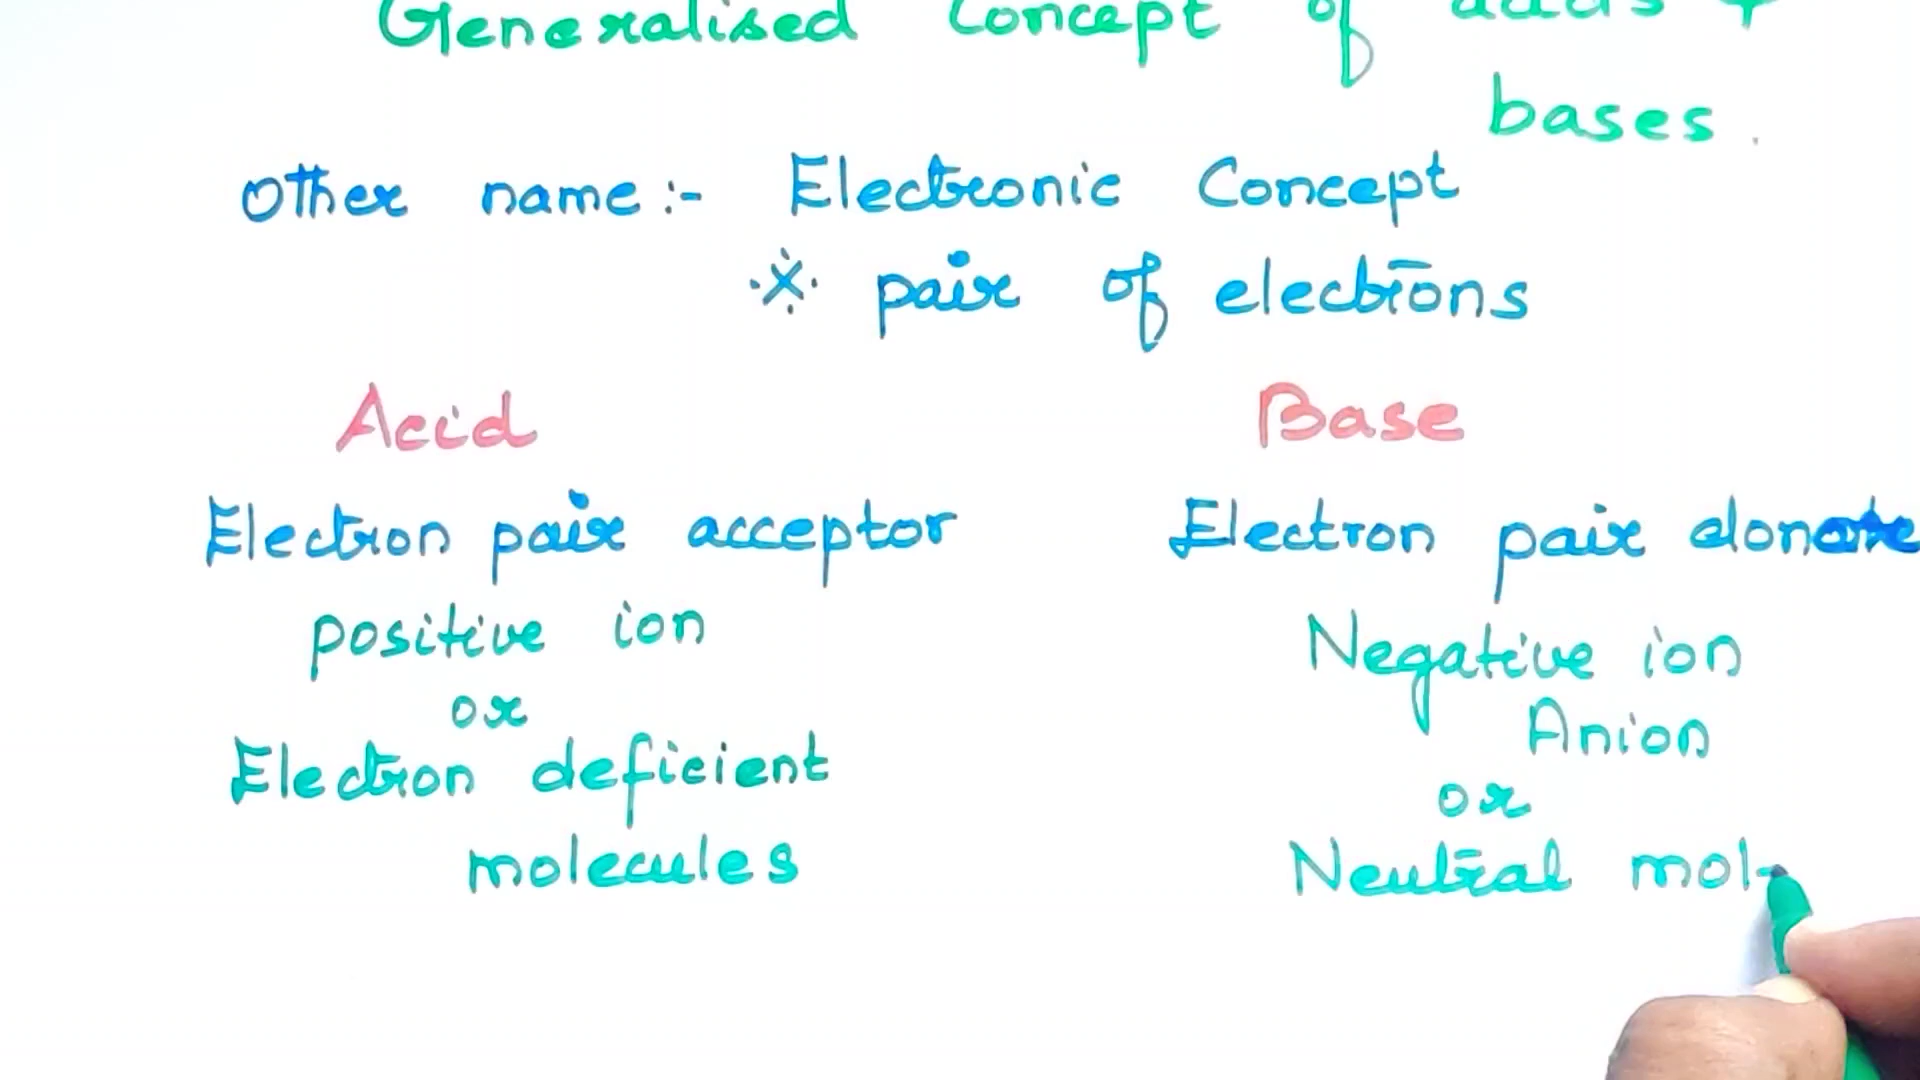 Generalised Concept of acids +
bases.
Other name:- Electronic Concept
※ pair of electrons
Acid
Base
Electron pair acceptor
Electron pair donor
positive ion
Negative ion
or
Anion
Electron deficient
or
molecules
Neutral mol